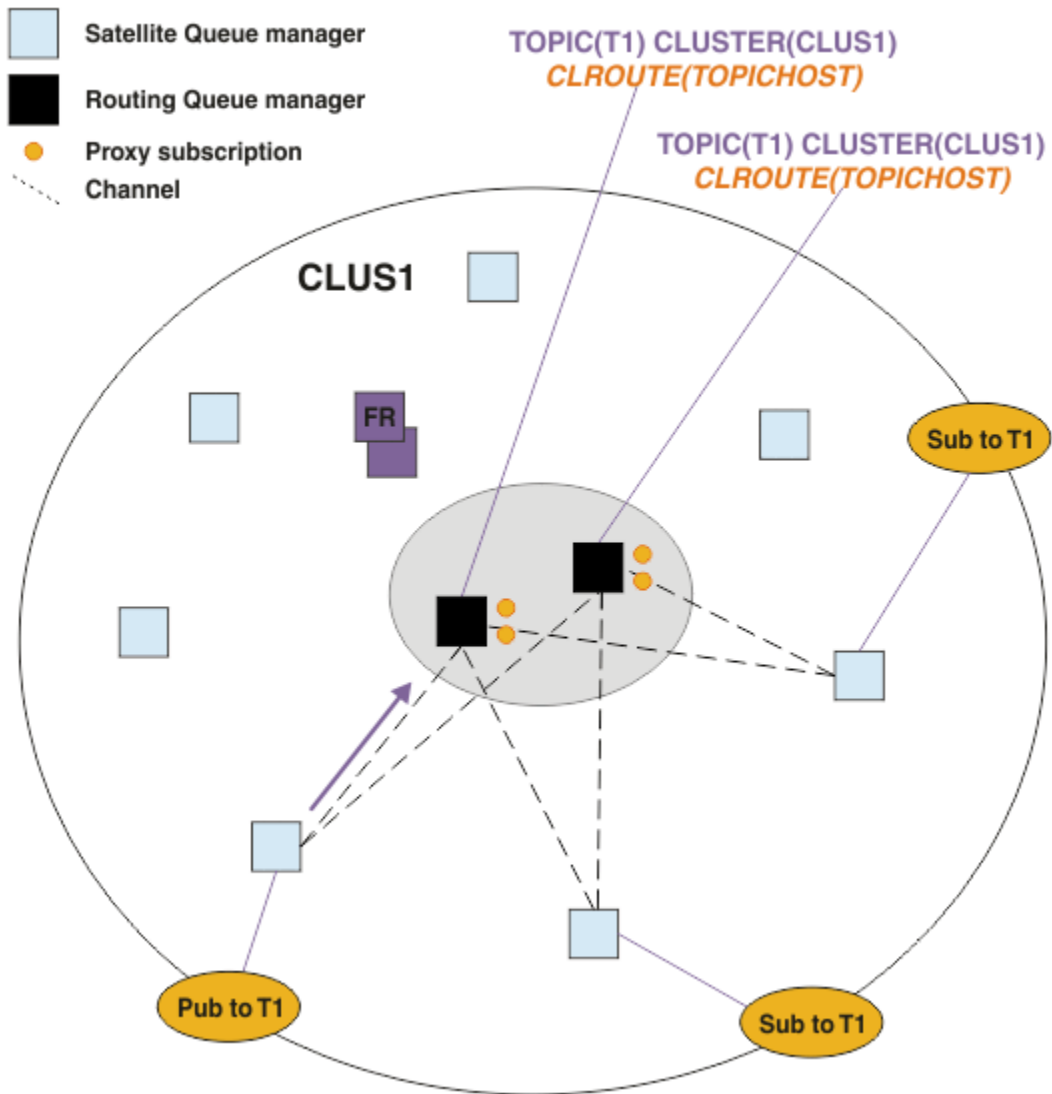 Satellite Queue manager
Routing Queue manager
Proxy subscription
Channel
TOPIC(T1) CLUSTER(CLUS1)
CLROUTE(TOPICHOST)
TOPIC(T1) CLUSTER(CLUS1)
CLROUTE(TOPICHOST)
CLUS1
FR
Sub to T1
Pub to T1
Sub to T1